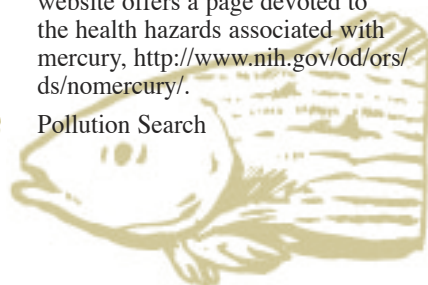 website offers a page devoted to
the health hazards associated with
mercury, http://www.nih.gov/od/ors/
ds/nomercury/.
Pollution Search